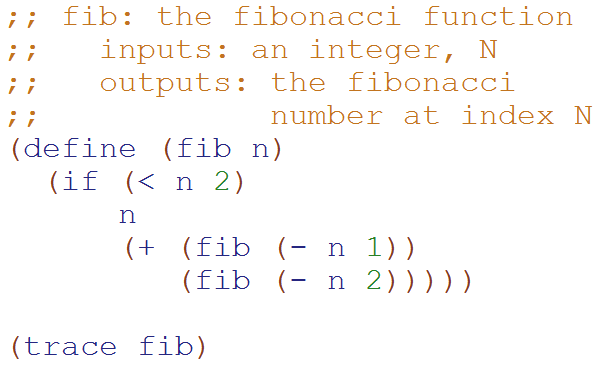 ;; fib: the fibonacci function
;;   inputs: an integer, N
;;   outputs: the fibonacci
;;            number at index N
(define (fib n)
  (if (< n 2)
      n
      (+ (fib (- n 1))
         (fib (- n 2)))))

(trace fib)